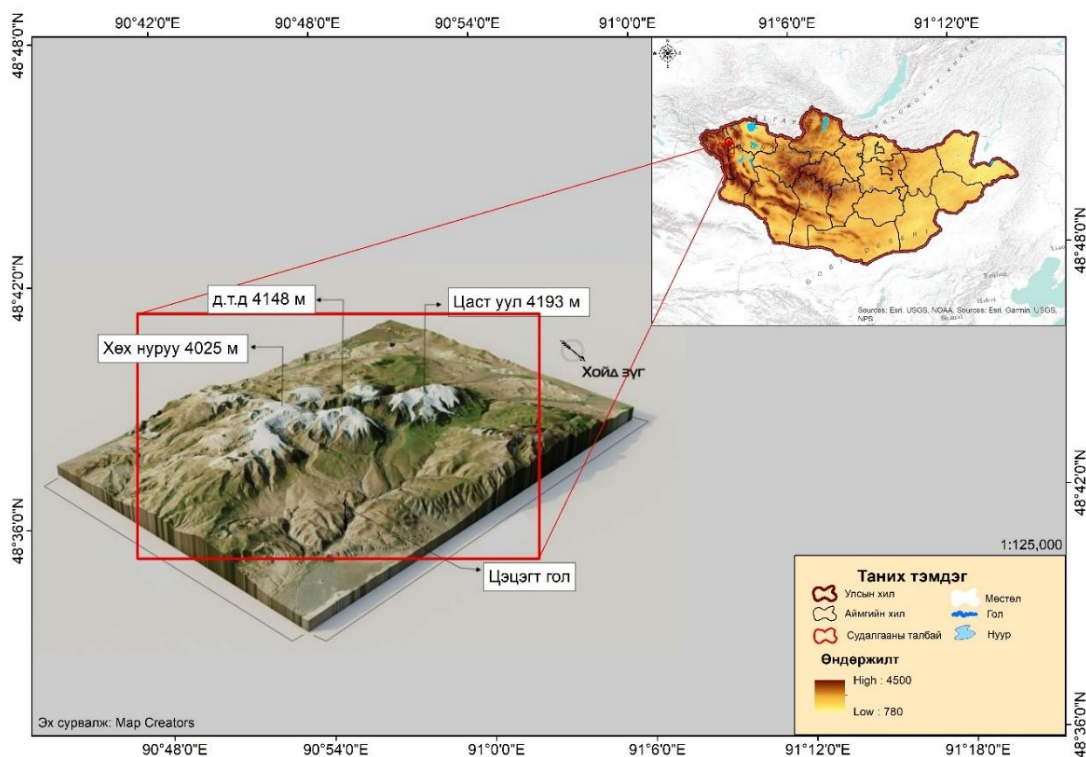 90°42'0"E 90°48'0"E 90°54'0"E 91°0'0"E 91°6'0"E 91°12'0"E
48°48'0"N
48°42'0"N
48°36'0"N
GOBI DESERT
Beijing
Hebei
Sources: Esri, USGS, NOAA, Sources: Esri, Garmin, USGS,
NPS
48°48'0"N
48°42'0"N
48°36'0"N
д.т.д 4148 м
Цаст уул 4193 м
Хөх нуруу 4025 м
Хойд зүг
Цэцэгт гол
1:125,000
Таних тэмдэг
Улсын хил
Аймгийн хил
Судалгааны талбай
Мөстөл
Гол
Нуур
Өндөржилт
High : 4500
Low : 780
Эх сурвалж: Map Creators
90°48'0"E 90°54'0"E 91°0'0"E 91°6'0"E 91°12'0"E 91°18'0"E